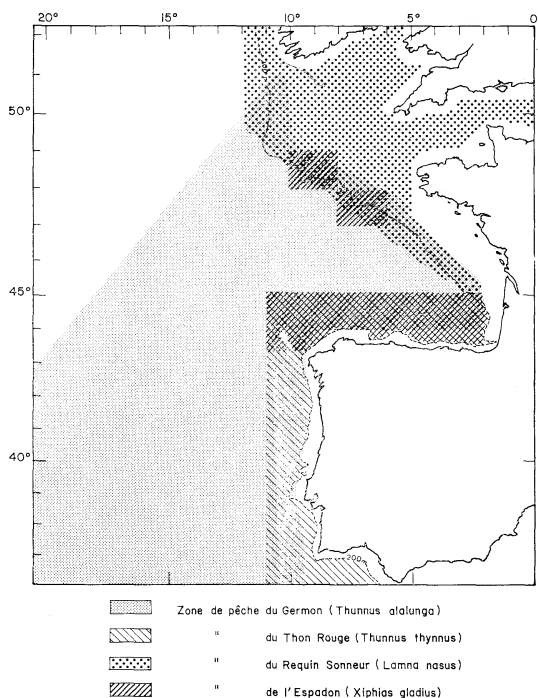 20° 15° 10° 5° 0
50°
45°
40°
200
Zone de pêche du Germon (Thunnus alalunga)
" du Thon Rouge (Thunnus thynnus)
" du Requin Sonneur (Lamna nasus)
" de l'Espadon (Xiphias gladius)